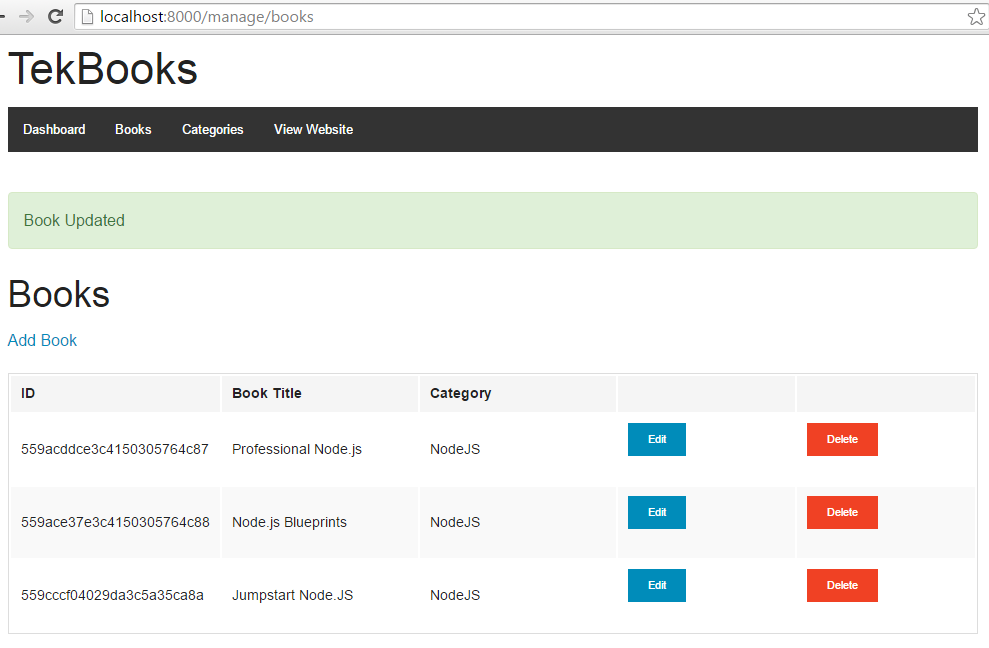 localhost:8000/manage/books
TekBooks
Dashboard Books Categories View Website
Book Updated
Books
Add Book
ID Book Title Category
559acddce3c4150305764c87 Professional Node.js NodeJS Edit Delete
559ace37e3c4150305764c88 Node.js Blueprints NodeJS Edit Delete
559cccf04029da3c5a35ca8a Jumpstart Node.JS NodeJS Edit Delete